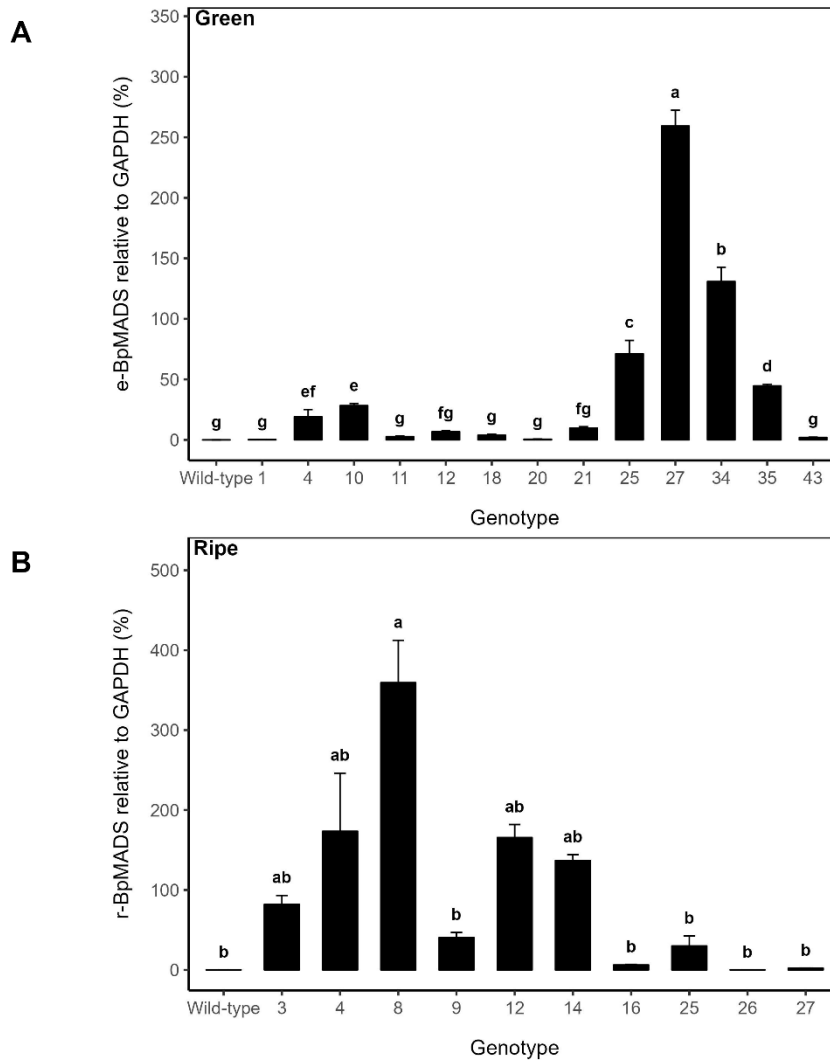 A
Green
e-BpMADS relative to GAPDH (%)
350
300
250
200
150
100
50
0
g g ef e g fg g g fg c a b d g
Wild-type 1 4 10 11 12 18 20 21 25 27 34 35 43
Genotype
B
Ripe
r-BpMADS relative to GAPDH (%)
500
400
300
200
100
0
b ab ab a b ab ab b b b b
Wild-type 3 4 8 9 12 14 16 25 26 27
Genotype